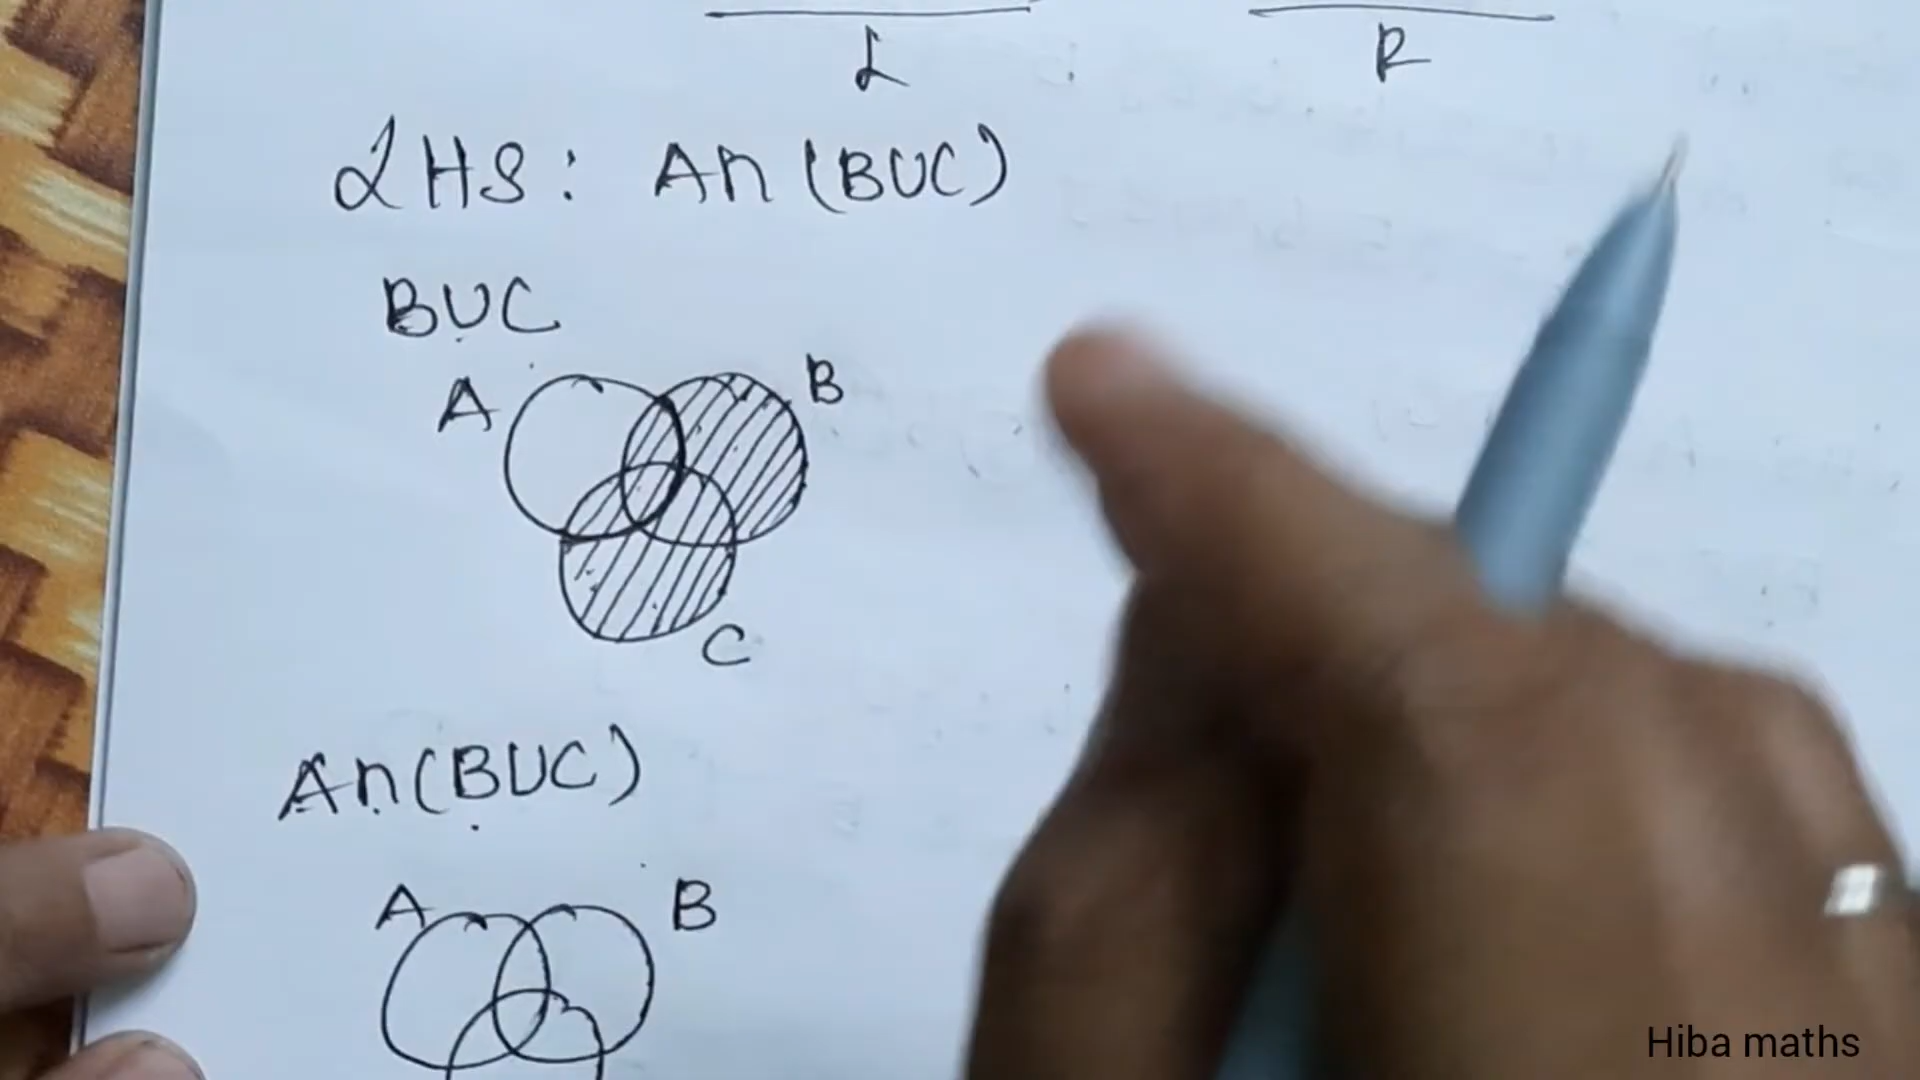 L R
LHS : A∩(B∪C)
B∪C
A B
C
A∩(B∪C)
A B
Hiba maths